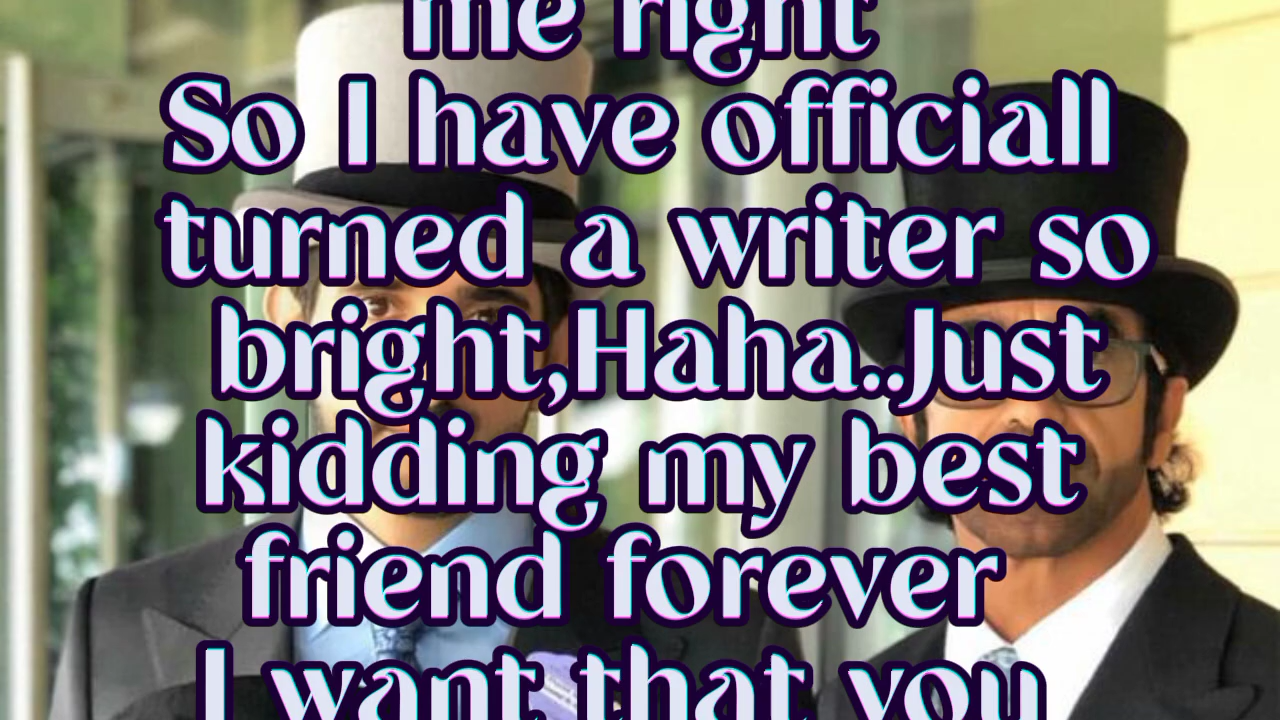 me right
So I have officiall
turned a writer so
bright,Haha..Just
kidding my best
friend forever
I want that you